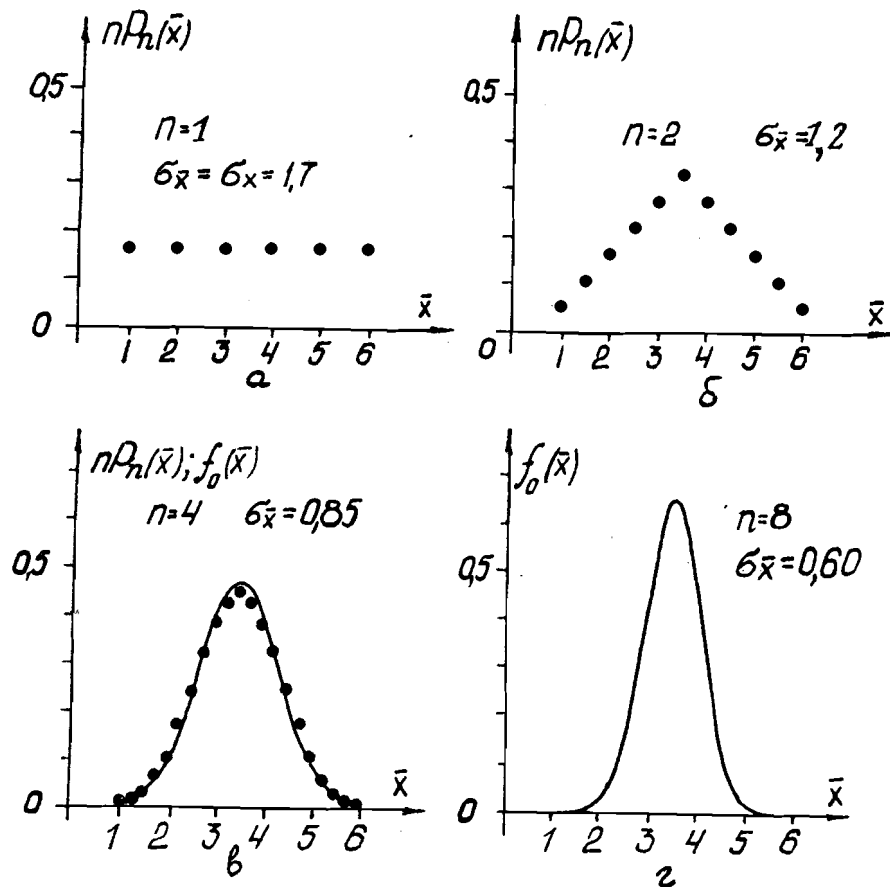 nPn(x̄)
0,5
n=1
σx̄ = σx = 1,7
0
x̄
1 2 3 4 5 6
а
nPn(x̄)
0,5
n=2 σx̄=1,2
0
x̄
1 2 3 4 5 6
б
nPn(x̄); f₀(x̄)
n=4 σx̄=0,85
0,5
0
x̄
1 2 3 4 5 6
в
f₀(x̄)
n=8
0,5
σx̄=0,60
0
x̄
1 2 3 4 5 6
г